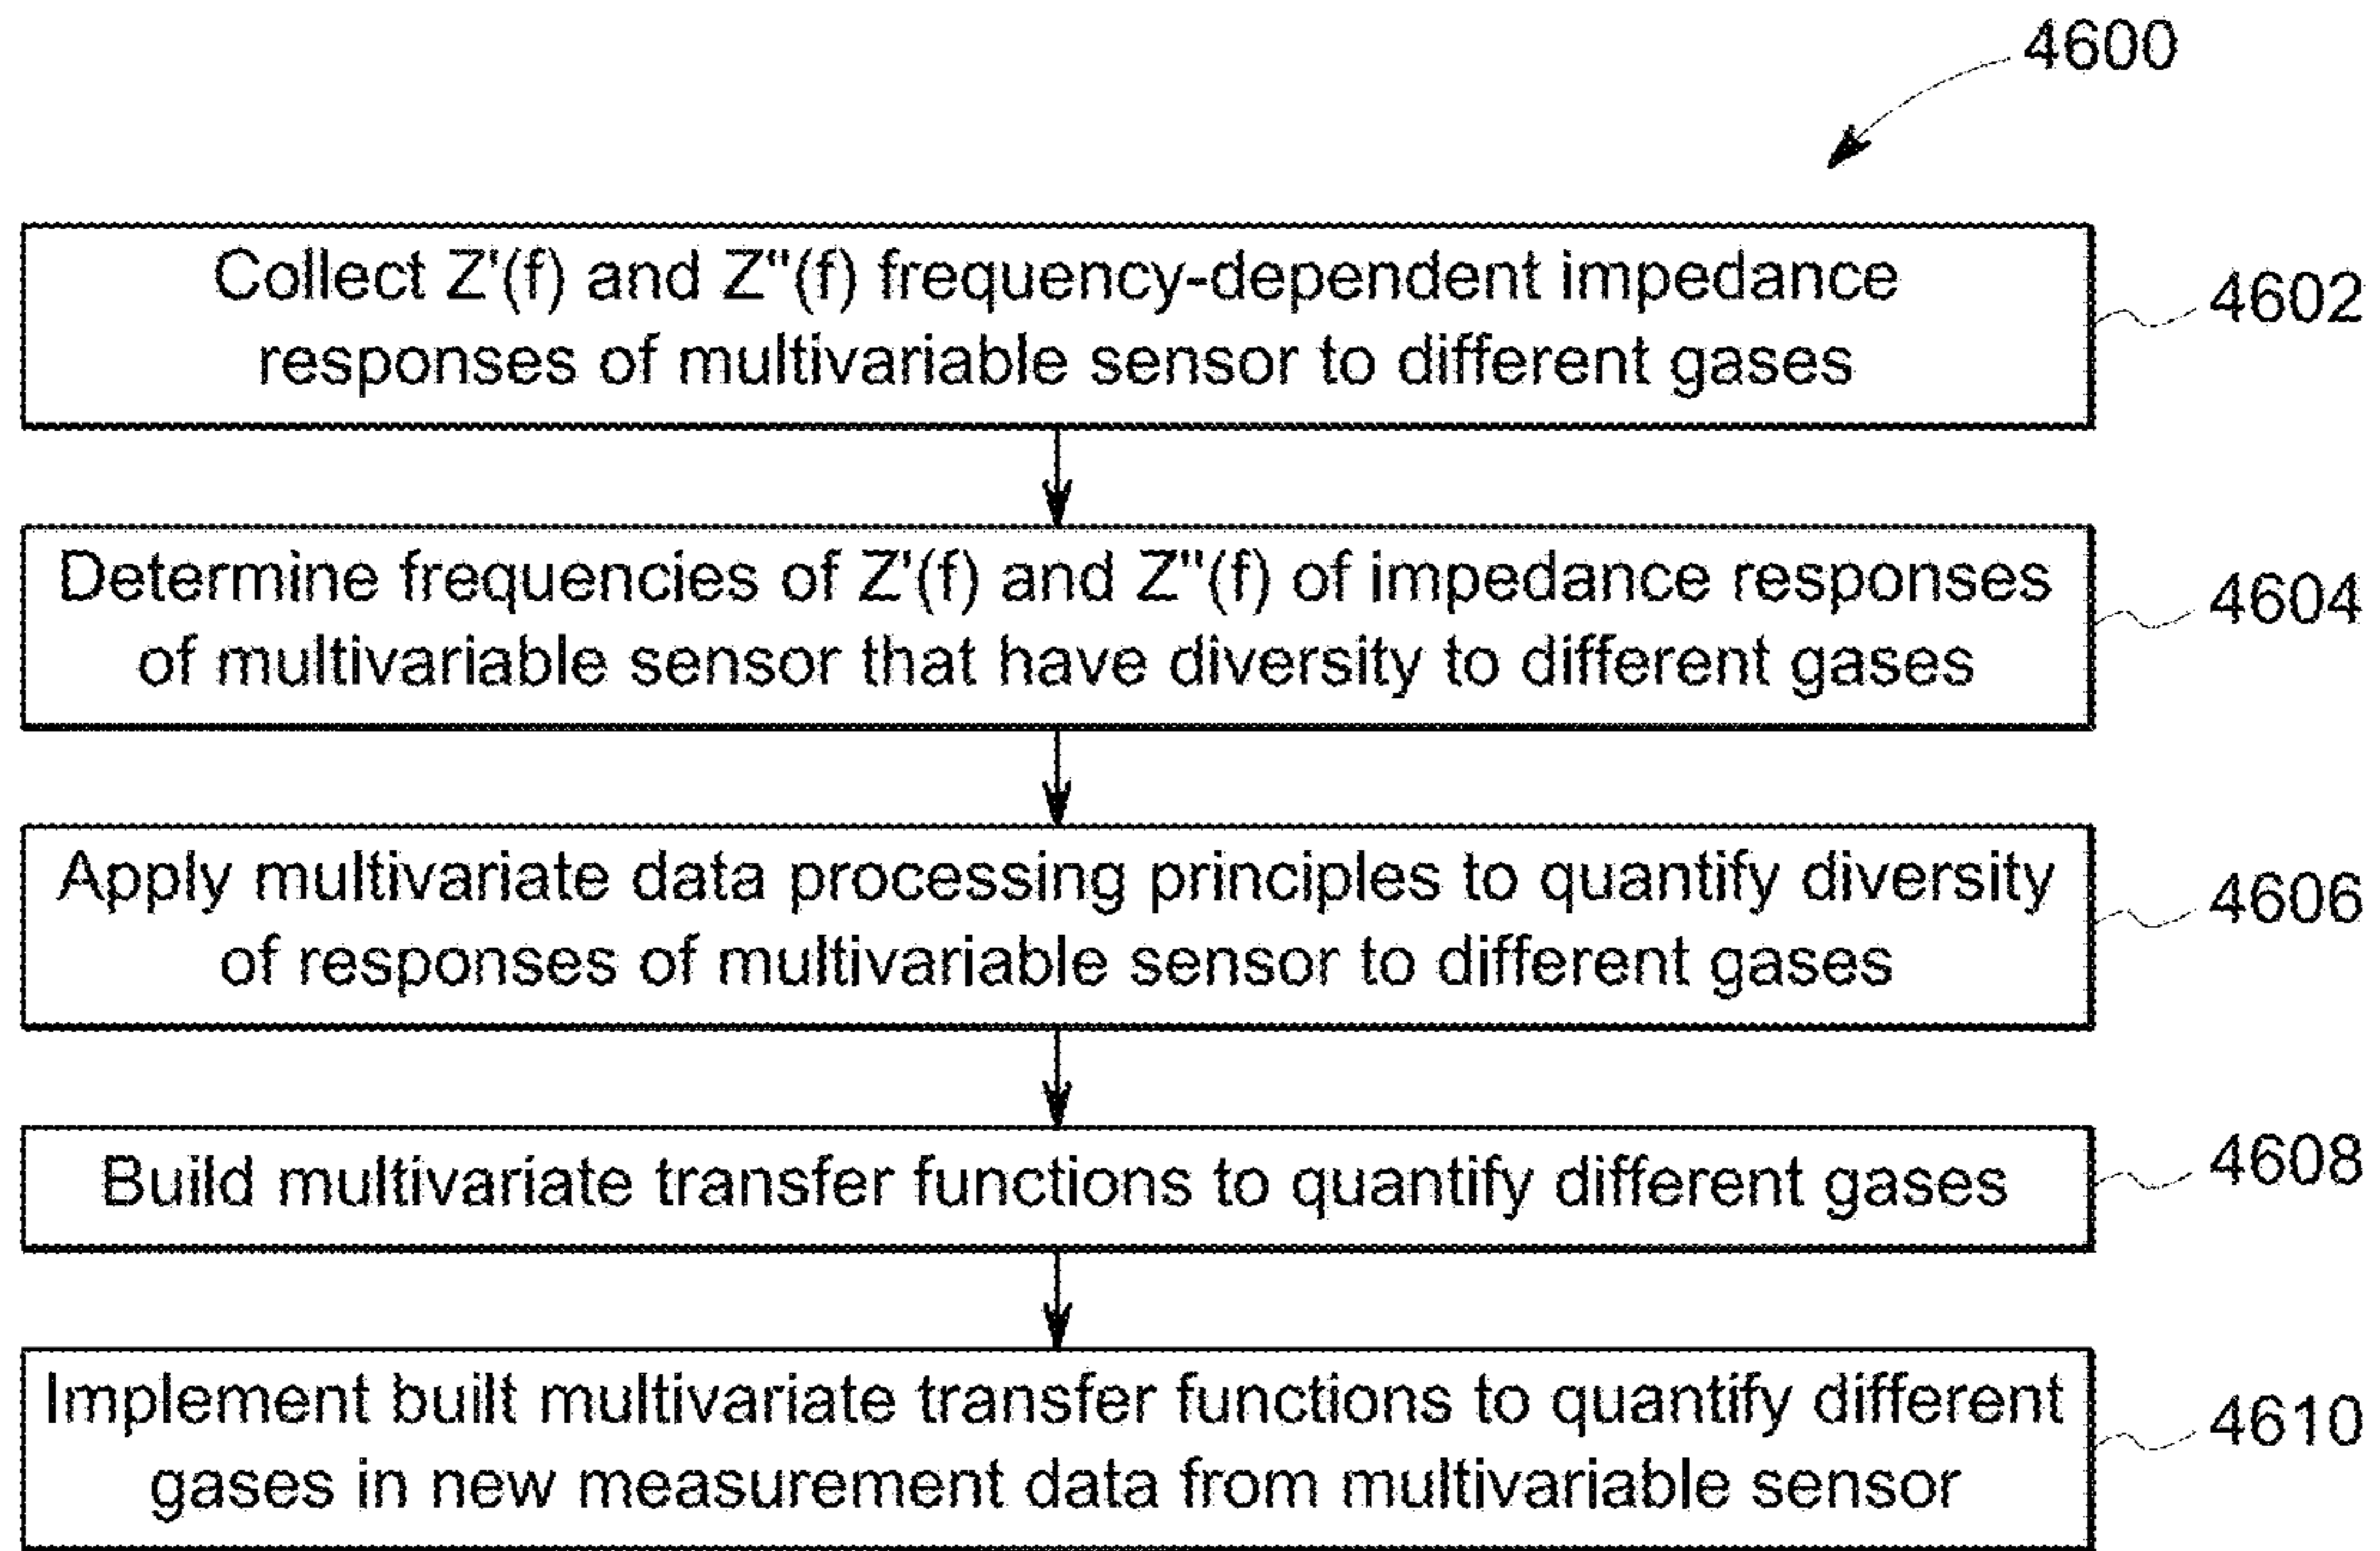 4600
Collect Z'(f) and Z"(f) frequency-dependent impedance
responses of multivariable sensor to different gases
4602
Determine frequencies of Z'(f) and Z"(f) of impedance responses
of multivariable sensor that have diversity to different gases
4604
Apply multivariate data processing principles to quantify diversity
of responses of multivariable sensor to different gases
4606
Build multivariate transfer functions to quantify different gases
4608
Implement built multivariate transfer functions to quantify different
gases in new measurement data from multivariable sensor
4610